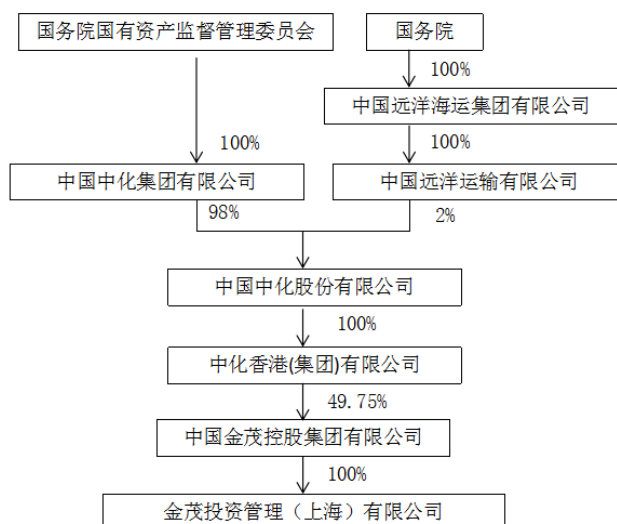 国务院国有资产监督管理委员会
国务院
100%
中国远洋海运集团有限公司
100%
100%
中国中化集团有限公司
中国远洋运输有限公司
98%
2%
中国中化股份有限公司
100%
中化香港(集团)有限公司
49.75%
中国金茂控股集团有限公司
100%
金茂投资管理（上海）有限公司